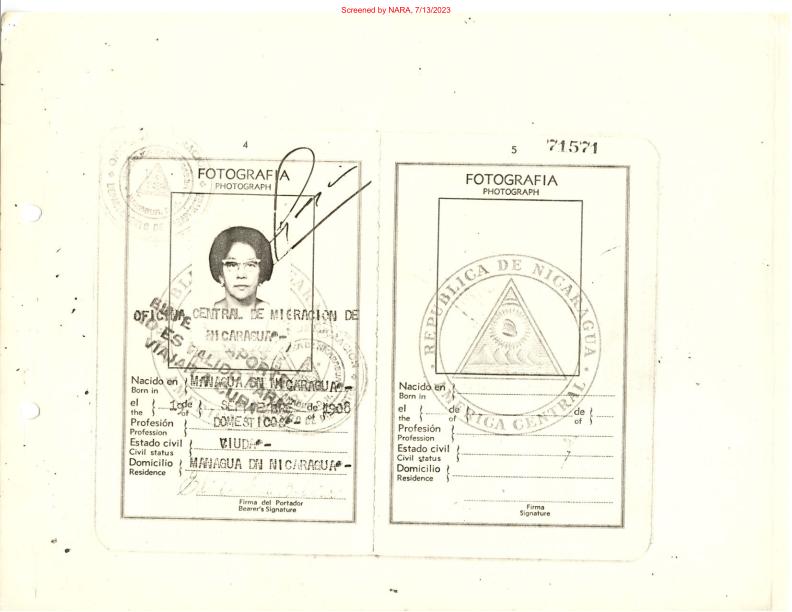 Screened by NARA, 7/13/2023
4
FOTOGRAFIA
PHOTOGRAPH
OFICINA CENTRAL DE MIGRACION DE
NICARAGUA.-
ESTE PASAPORTE
NO ES VALIDO PARA
VIAJAR A CUBA
Nacido en MANAGUA DN NICARAGUA.-
Born in
el de SEPTIEMBRE de 1908
the of of
Profesión DOMESTICOS
Profession
Estado civil VIUDA.-
Civil status
Domicilio MANAGUA DN NICARAGUA.-
Residence
Firma del Portador
Bearer's Signature
5 71571
FOTOGRAFIA
PHOTOGRAPH
REPUBLICA DE NICARAGUA
AMERICA CENTRAL
Nacido en
Born in
el de de
the of of
Profesión
Profession
Estado civil
Civil status
Domicilio
Residence
Firma
Signature